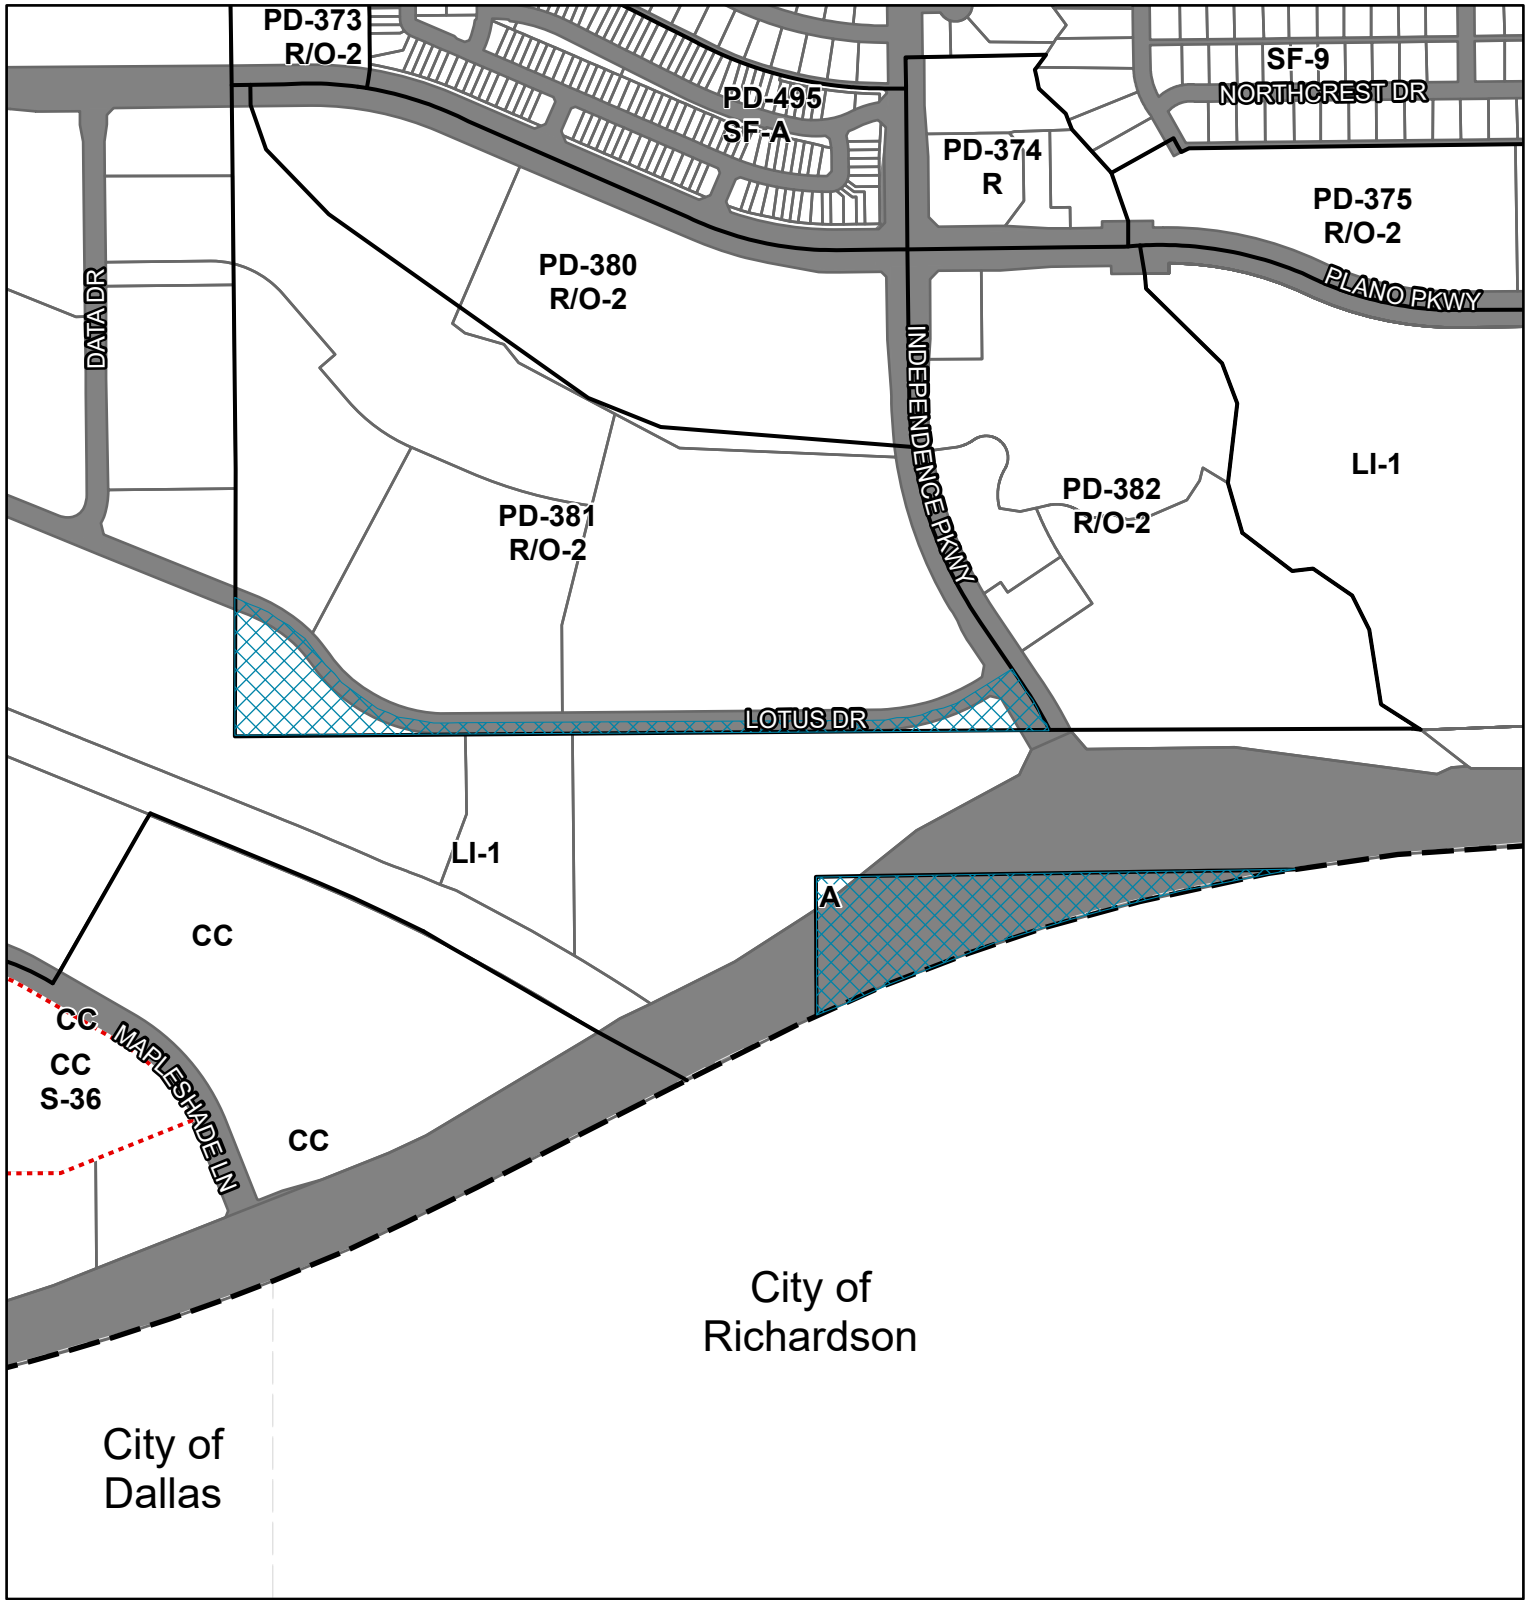 PD-373
R/O-2
PD-495
SF-A
SF-9
NORTHCREST DR
PD-374
R
PD-375
R/O-2
PD-380
R/O-2
PLANO PKWY
DATA DR
INDEPENDENCE PKWY
LI-1
PD-382
R/O-2
PD-381
R/O-2
LOTUS DR
LI-1
A
CC
CC
MAPLESHADE LN
CC
S-36
CC
City of
Richardson
City of
Dallas